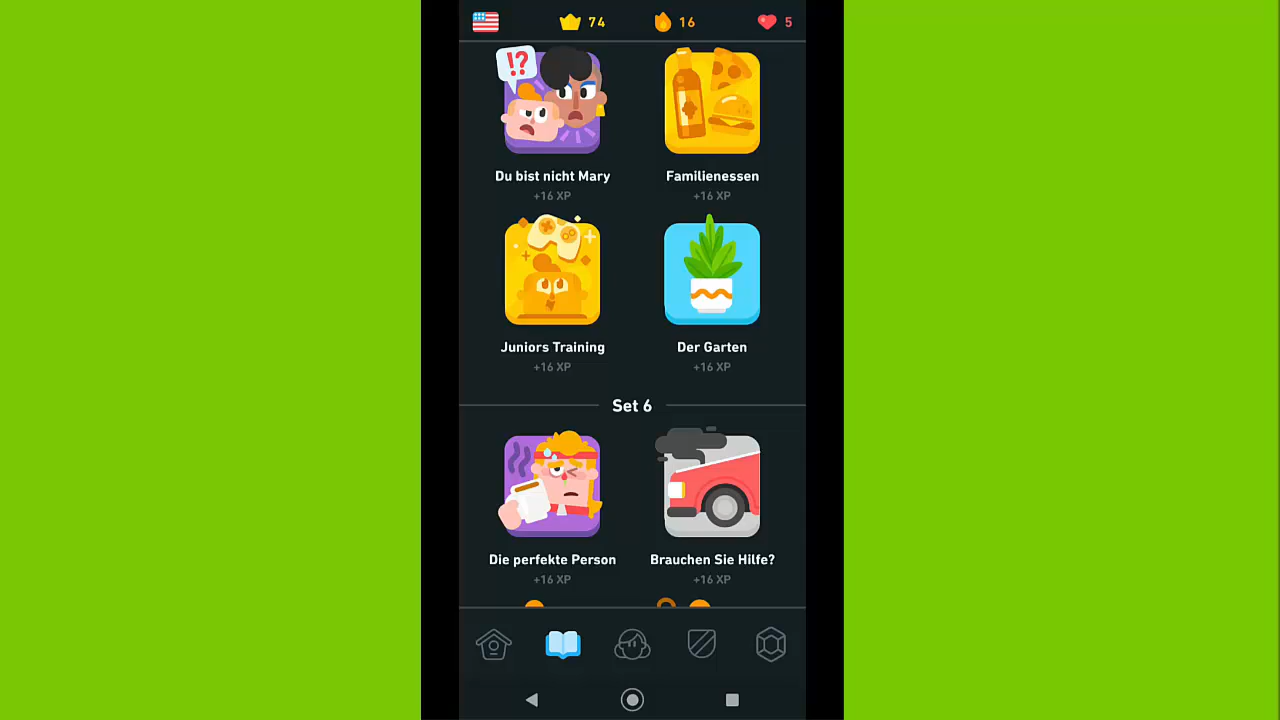 74 16 5
!?
Du bist nicht Mary Familienessen
+16 XP +16 XP
Juniors Training Der Garten
+16 XP +16 XP
Set 6
Die perfekte Person Brauchen Sie Hilfe?
+16 XP +16 XP